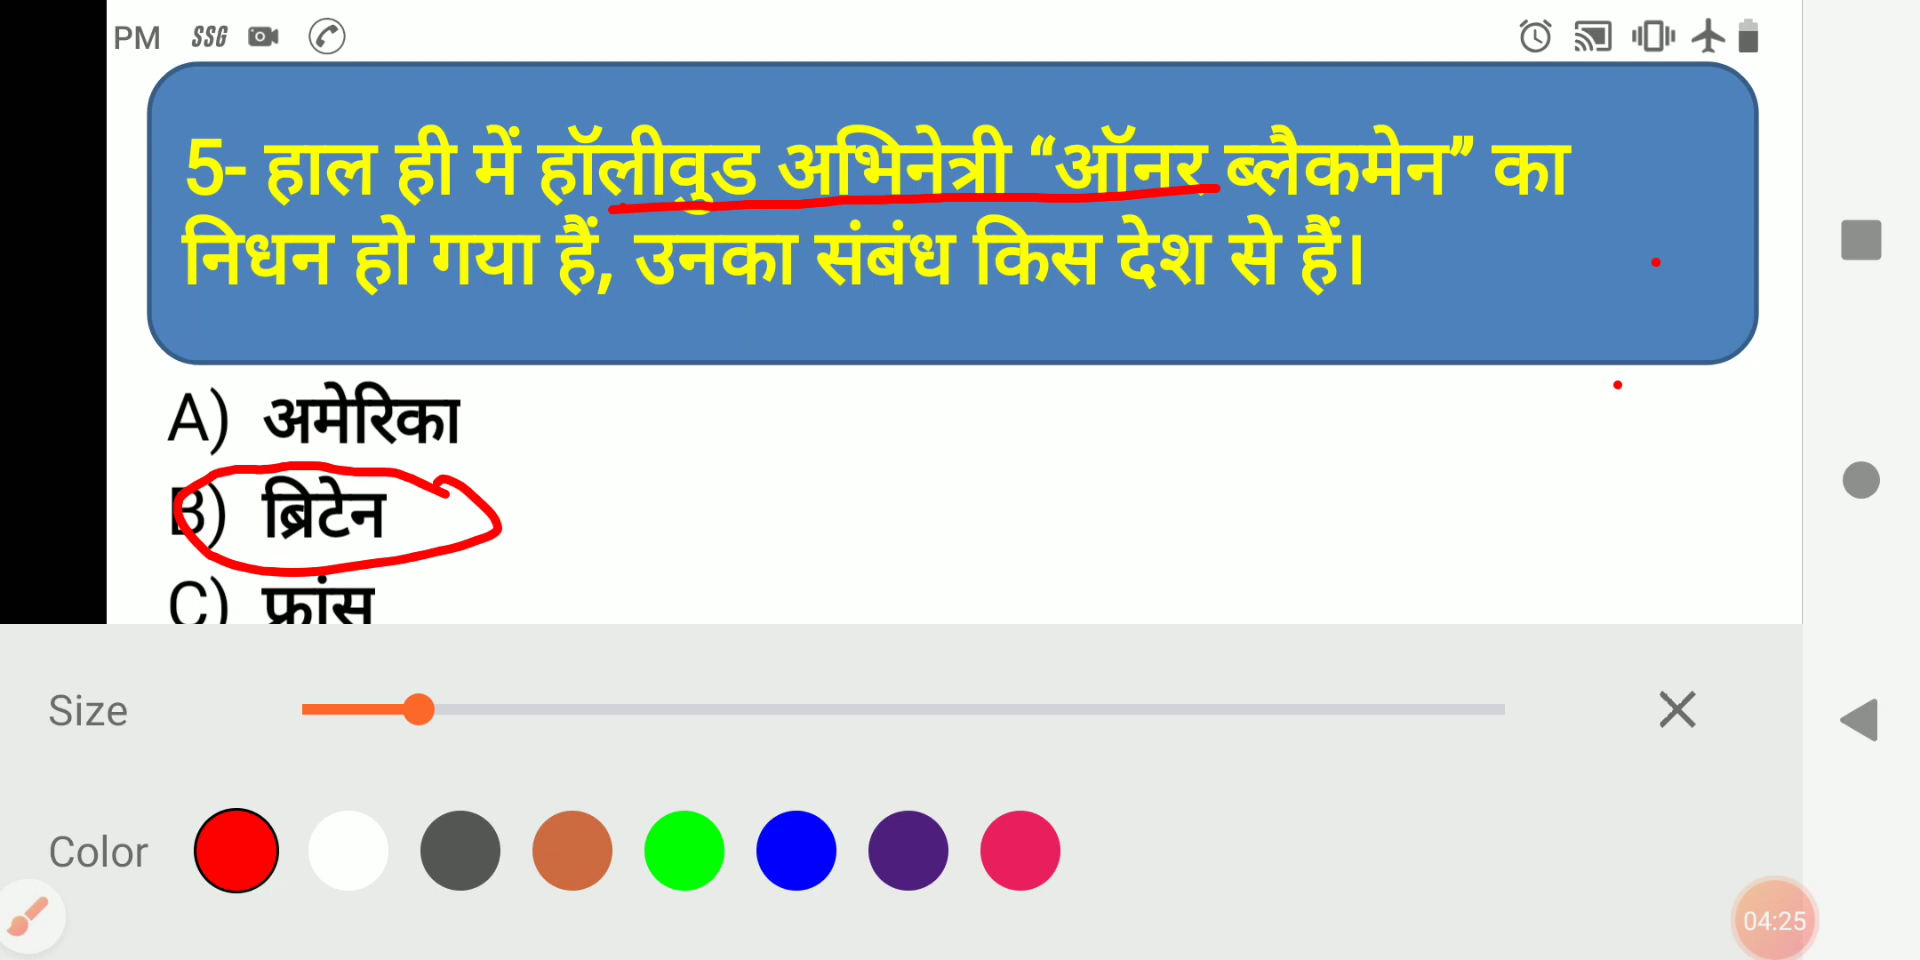 PM SSG
5- हाल ही में हॉलीवुड अभिनेत्री “ऑनर ब्लैकमेन” का
निधन हो गया हैं, उनका संबंध किस देश से हैं।
A) अमेरिका
B) ब्रिटेन
C) फ्रांस
Size
Color
04:25